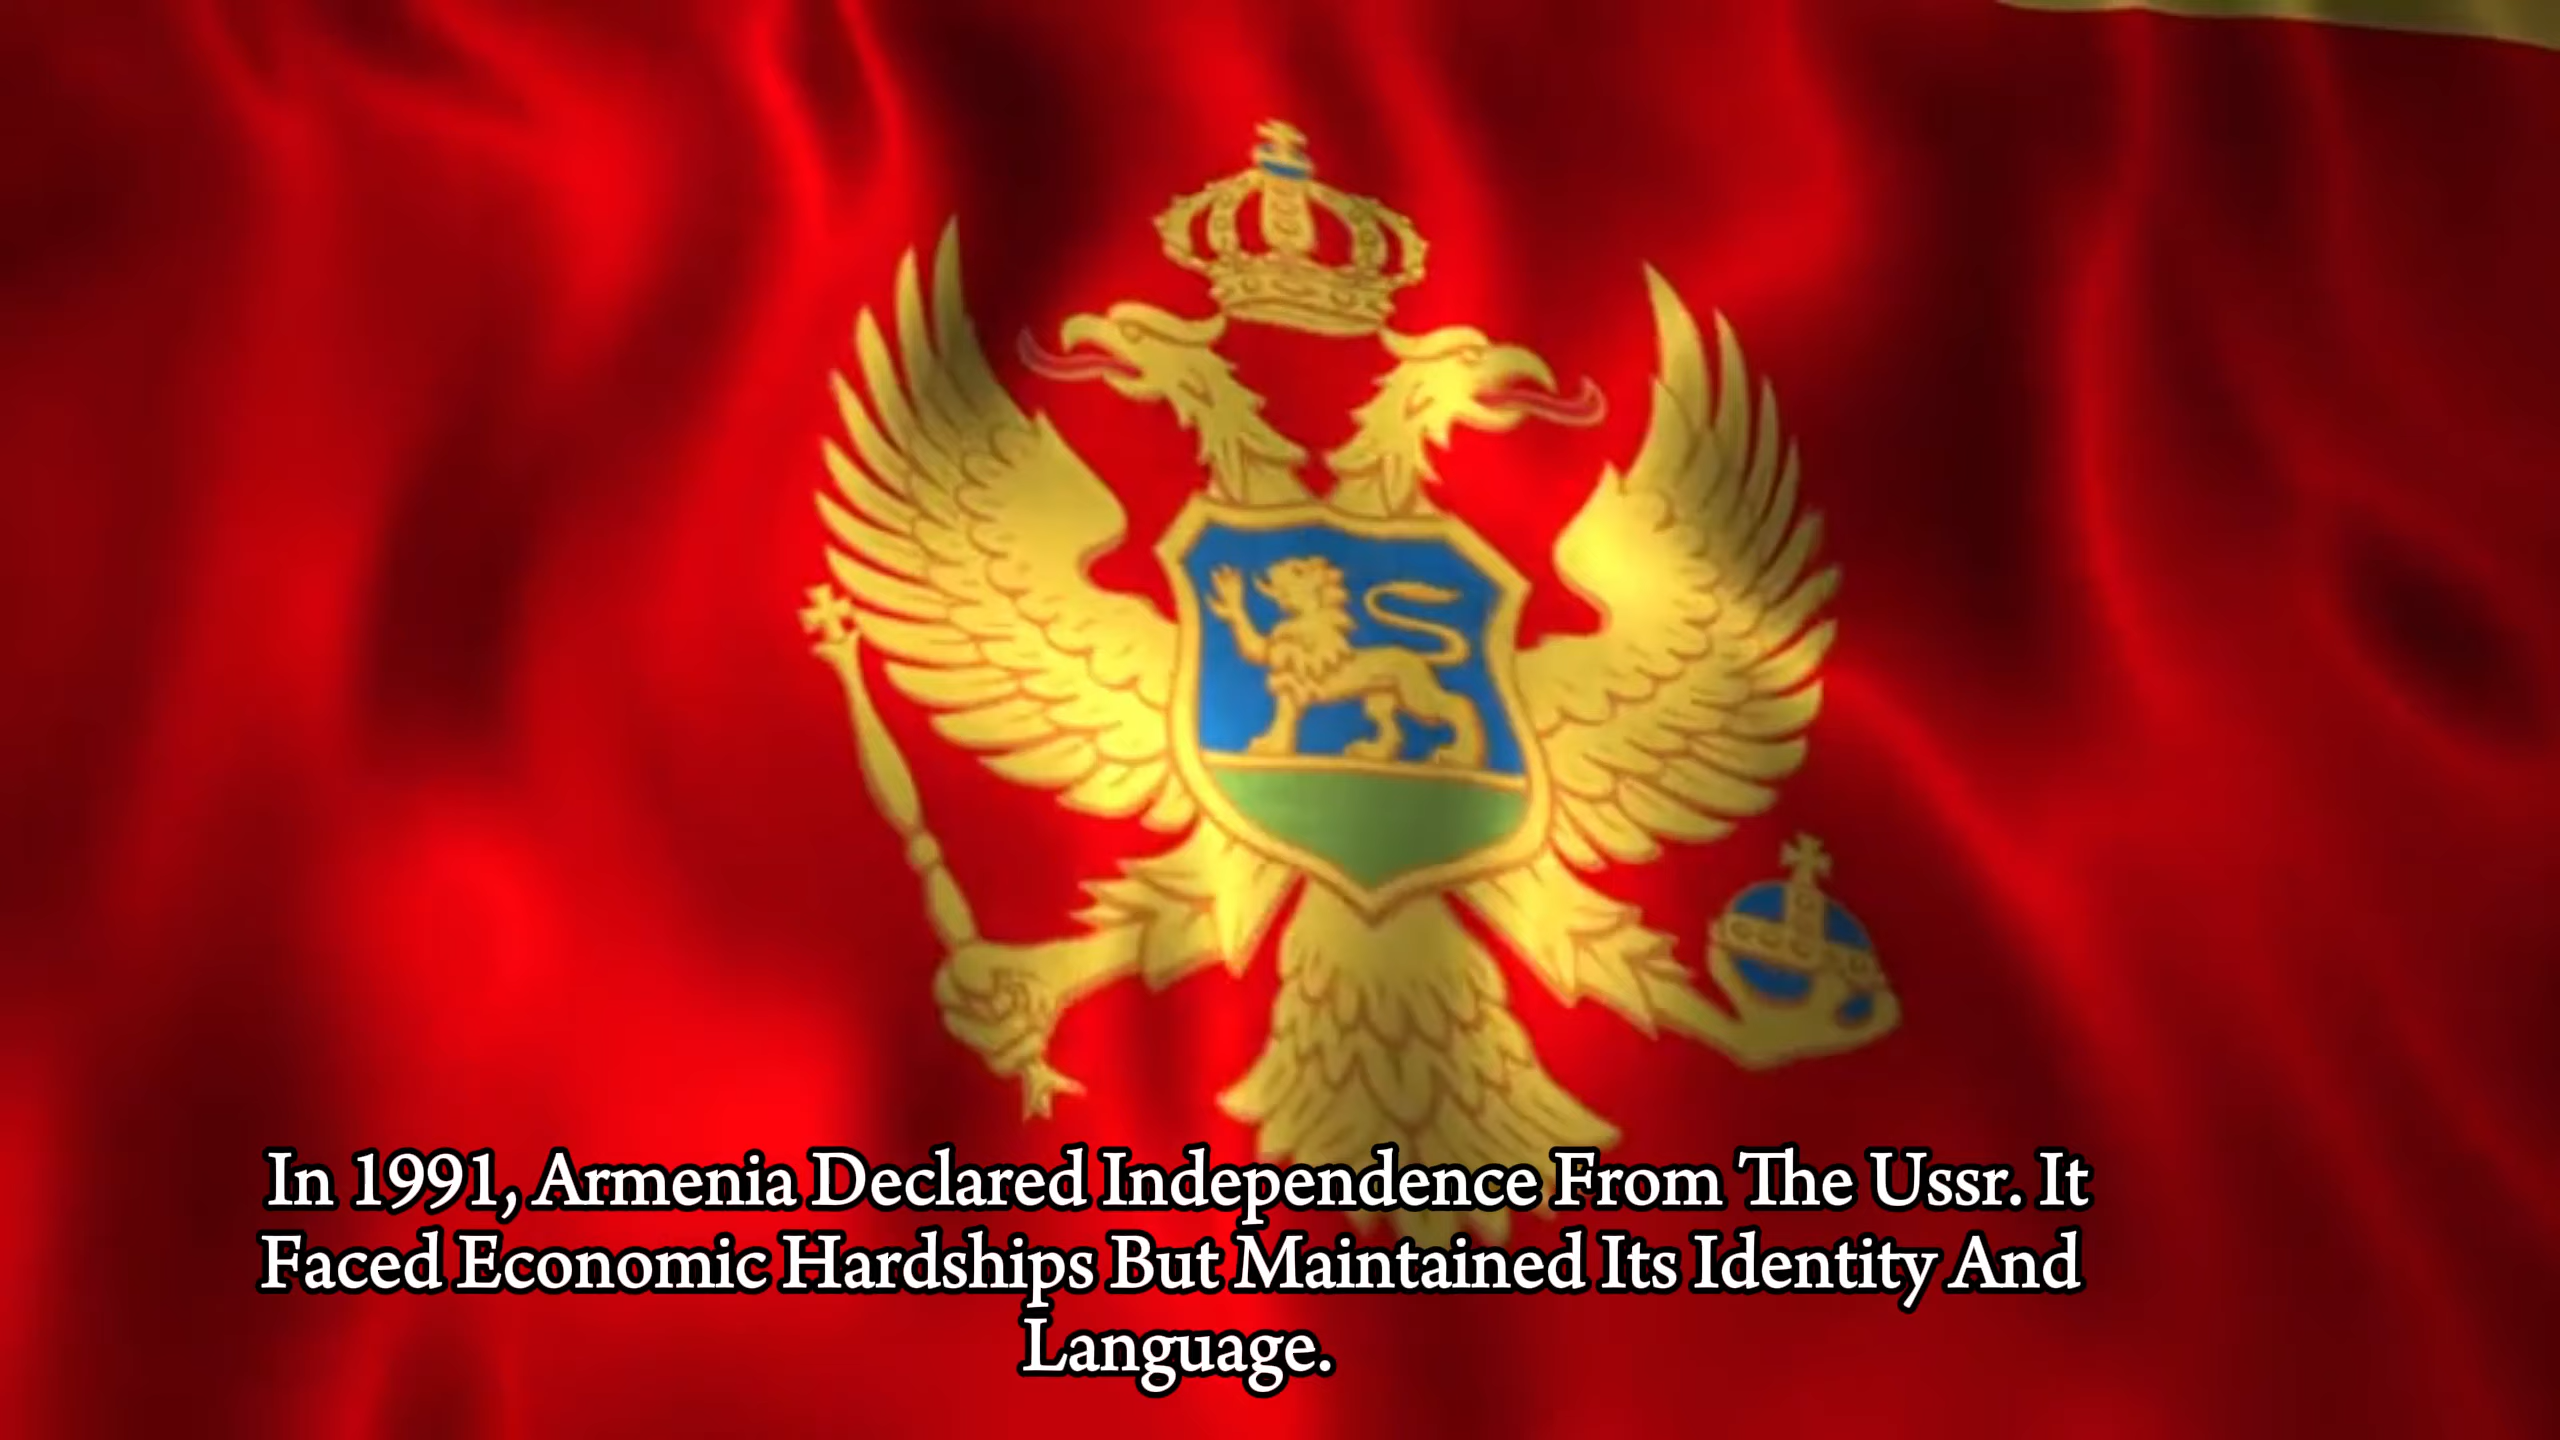 In 1991, Armenia Declared Independence From The Ussr. It
Faced Economic Hardships But Maintained Its Identity And
Language.